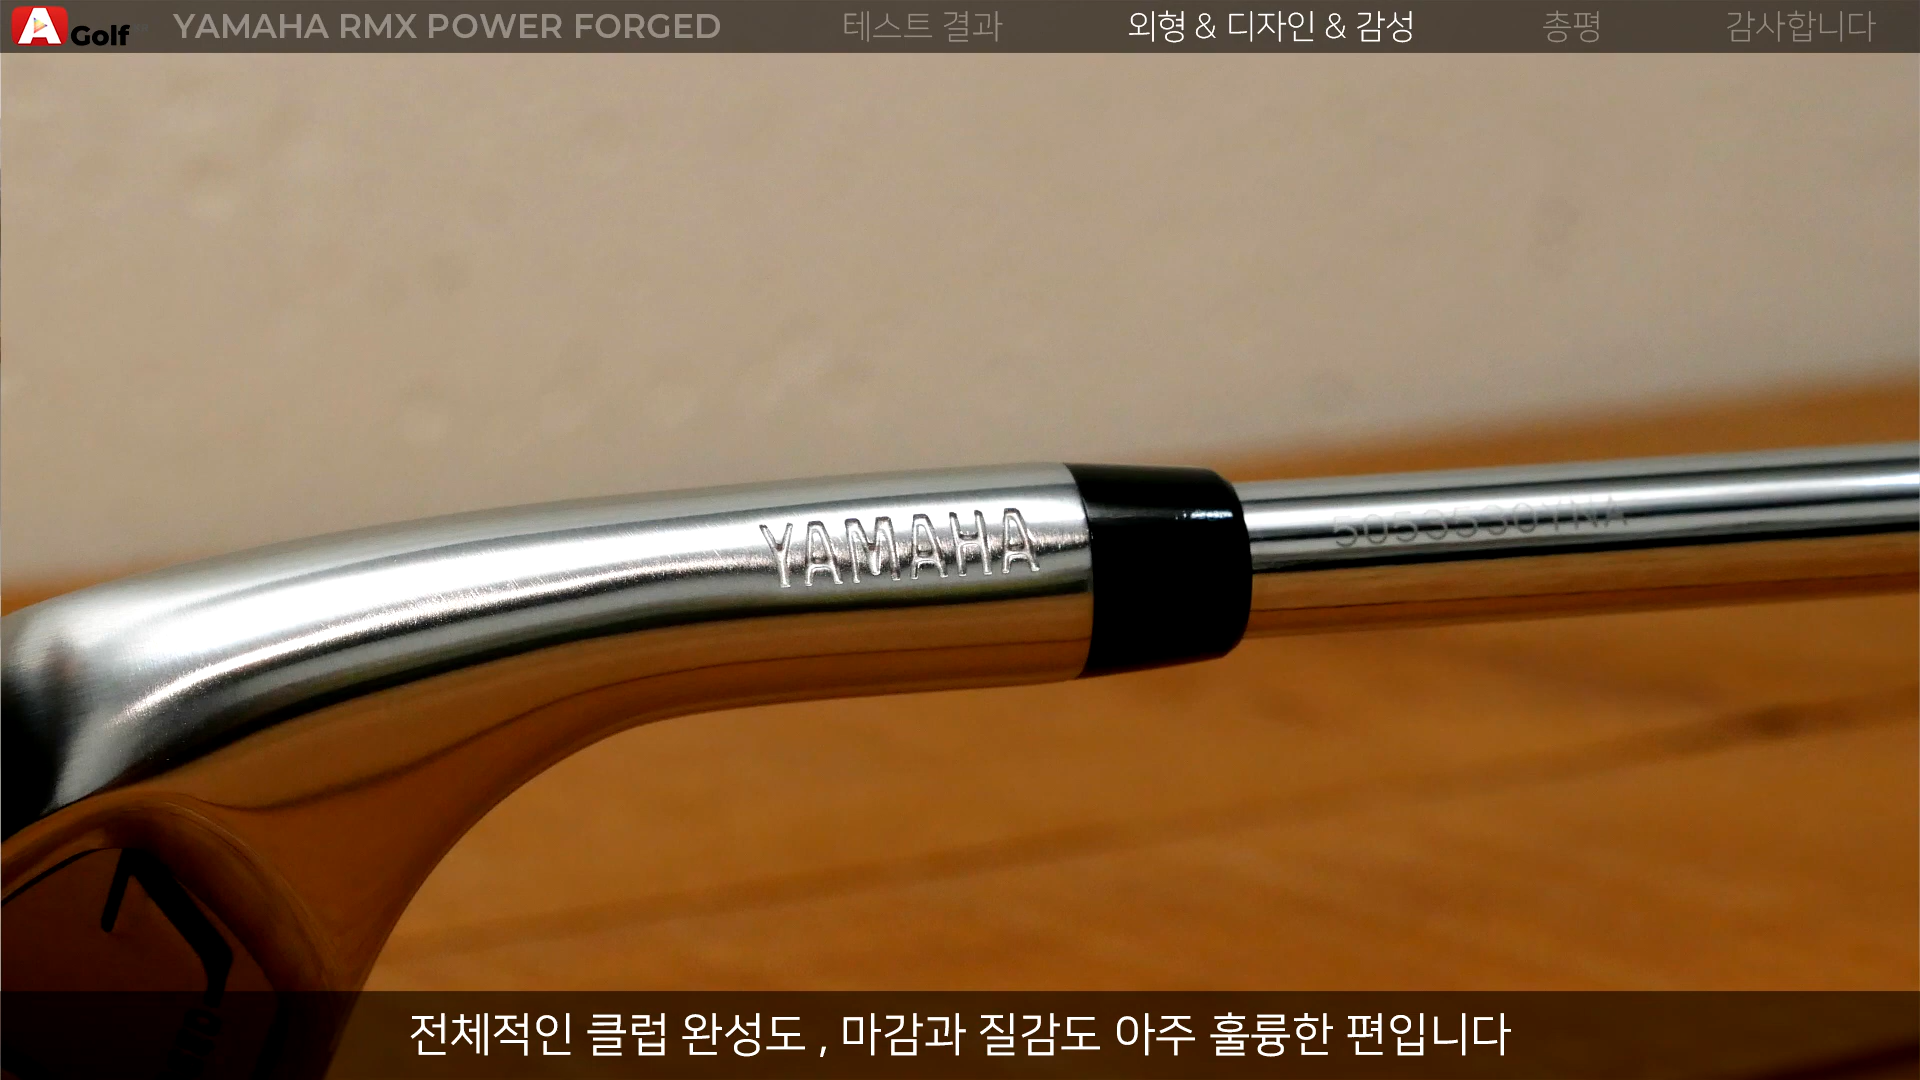 A Golf
YAMAHA RMX POWER FORGED
테스트 결과
외형 & 디자인 & 감성
총평
감사합니다
YAMAHA
5053530YNA
전체적인 클럽 완성도 , 마감과 질감도 아주 훌륭한 편입니다